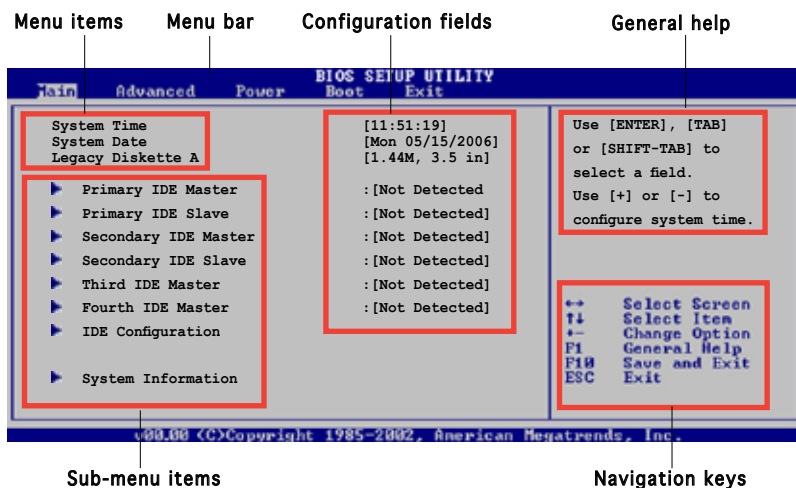 Menu items Menu bar Configuration fields General help
BIOS SETUP UTILITY
Main Advanced Power Boot Exit
System Time [11:51:19]
System Date [Mon 05/15/2006]
Legacy Diskette A [1.44M, 3.5 in]
Primary IDE Master :[Not Detected
Primary IDE Slave :[Not Detected]
Secondary IDE Master :[Not Detected]
Secondary IDE Slave :[Not Detected]
Third IDE Master :[Not Detected]
Fourth IDE Master :[Not Detected]
IDE Configuration
System Information
Use [ENTER], [TAB]
or [SHIFT-TAB] to
select a field.
Use [+] or [-] to
configure system time.
↔ Select Screen
↑↓ Select Item
+- Change Option
F1 General Help
F10 Save and Exit
ESC Exit
v00.00 (C)Copyright 1985-2002, American Megatrends, Inc.
Sub-menu items Navigation keys